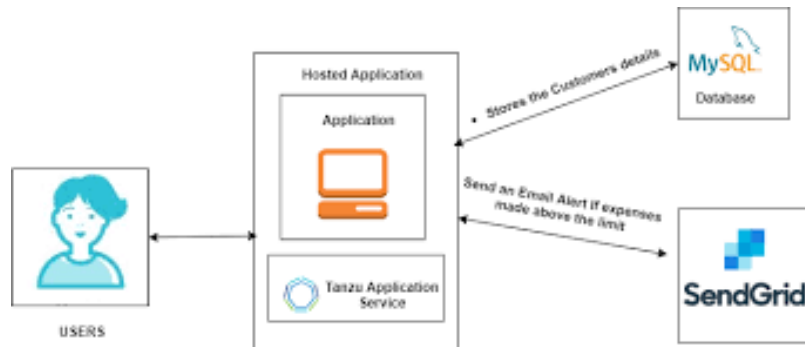 Hosted Application
Application
Tanzu Application
Service
USERS
• Stores the Customers details
MySQL
Database
Send an Email Alert if expenses
made above the limit
SendGrid